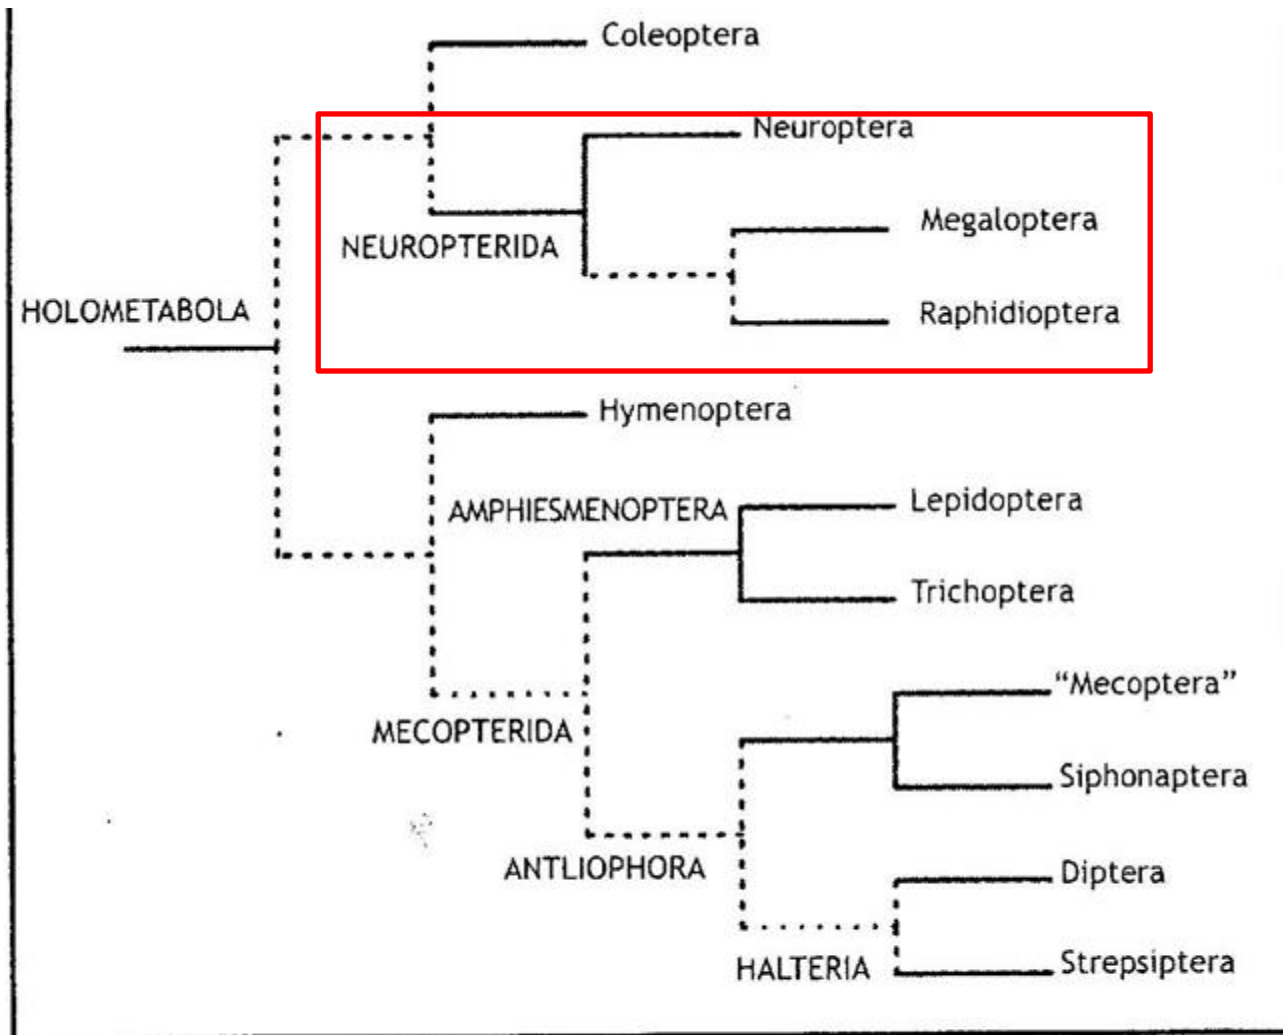 Coleoptera
Neuroptera
Megaloptera
NEUROPTERIDA
HOLOMETABOLA
Raphidioptera
Hymenoptera
Lepidoptera
AMPHIESMENOPTERA
Trichoptera
"Mecoptera"
MECOPTERIDA
Siphonaptera
ANTLIOPHORA
Diptera
HALTERIA
Strepsiptera